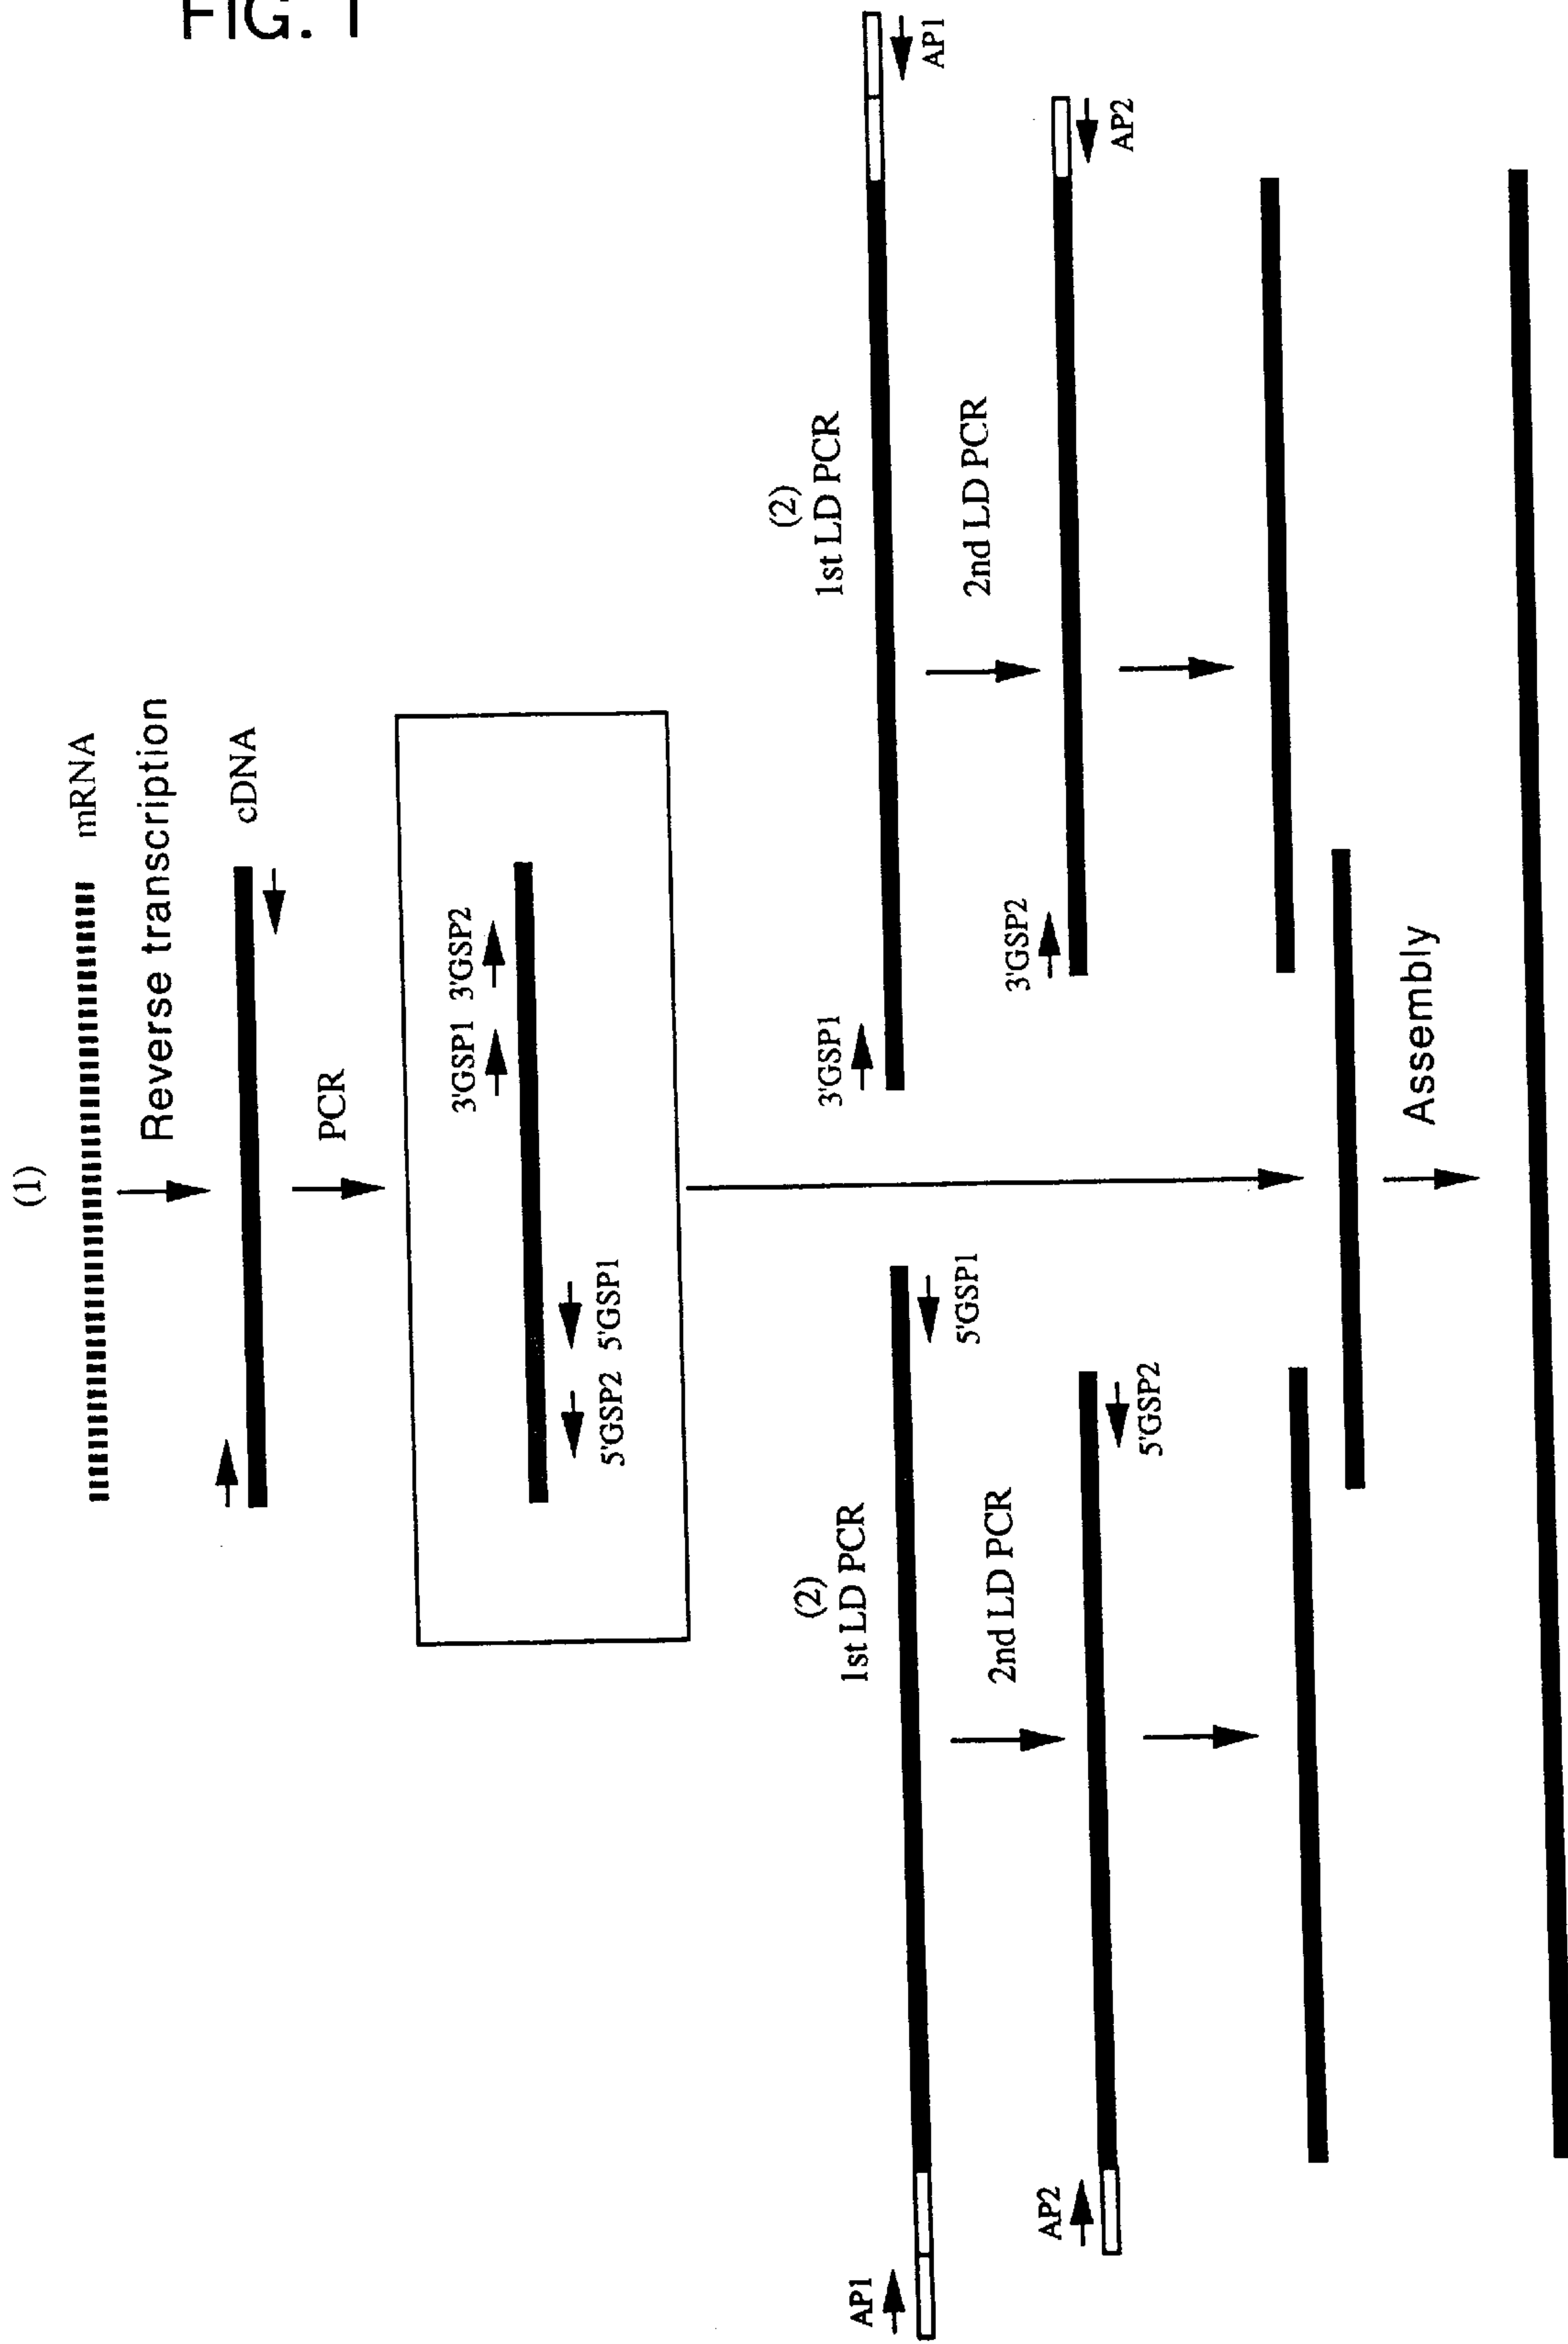 FIG. 1
(1)
mRNA
Reverse transcription
cDNA
PCR
3'GSP1 3'GSP2
5'GSP2 5'GSP1
(2)
1st LD PCR
AP1
5'GSP1
2nd LD PCR
AP2
5'GSP2
(2)
1st LD PCR
3'GSP1
AP1
2nd LD PCR
3'GSP2
AP2
Assembly